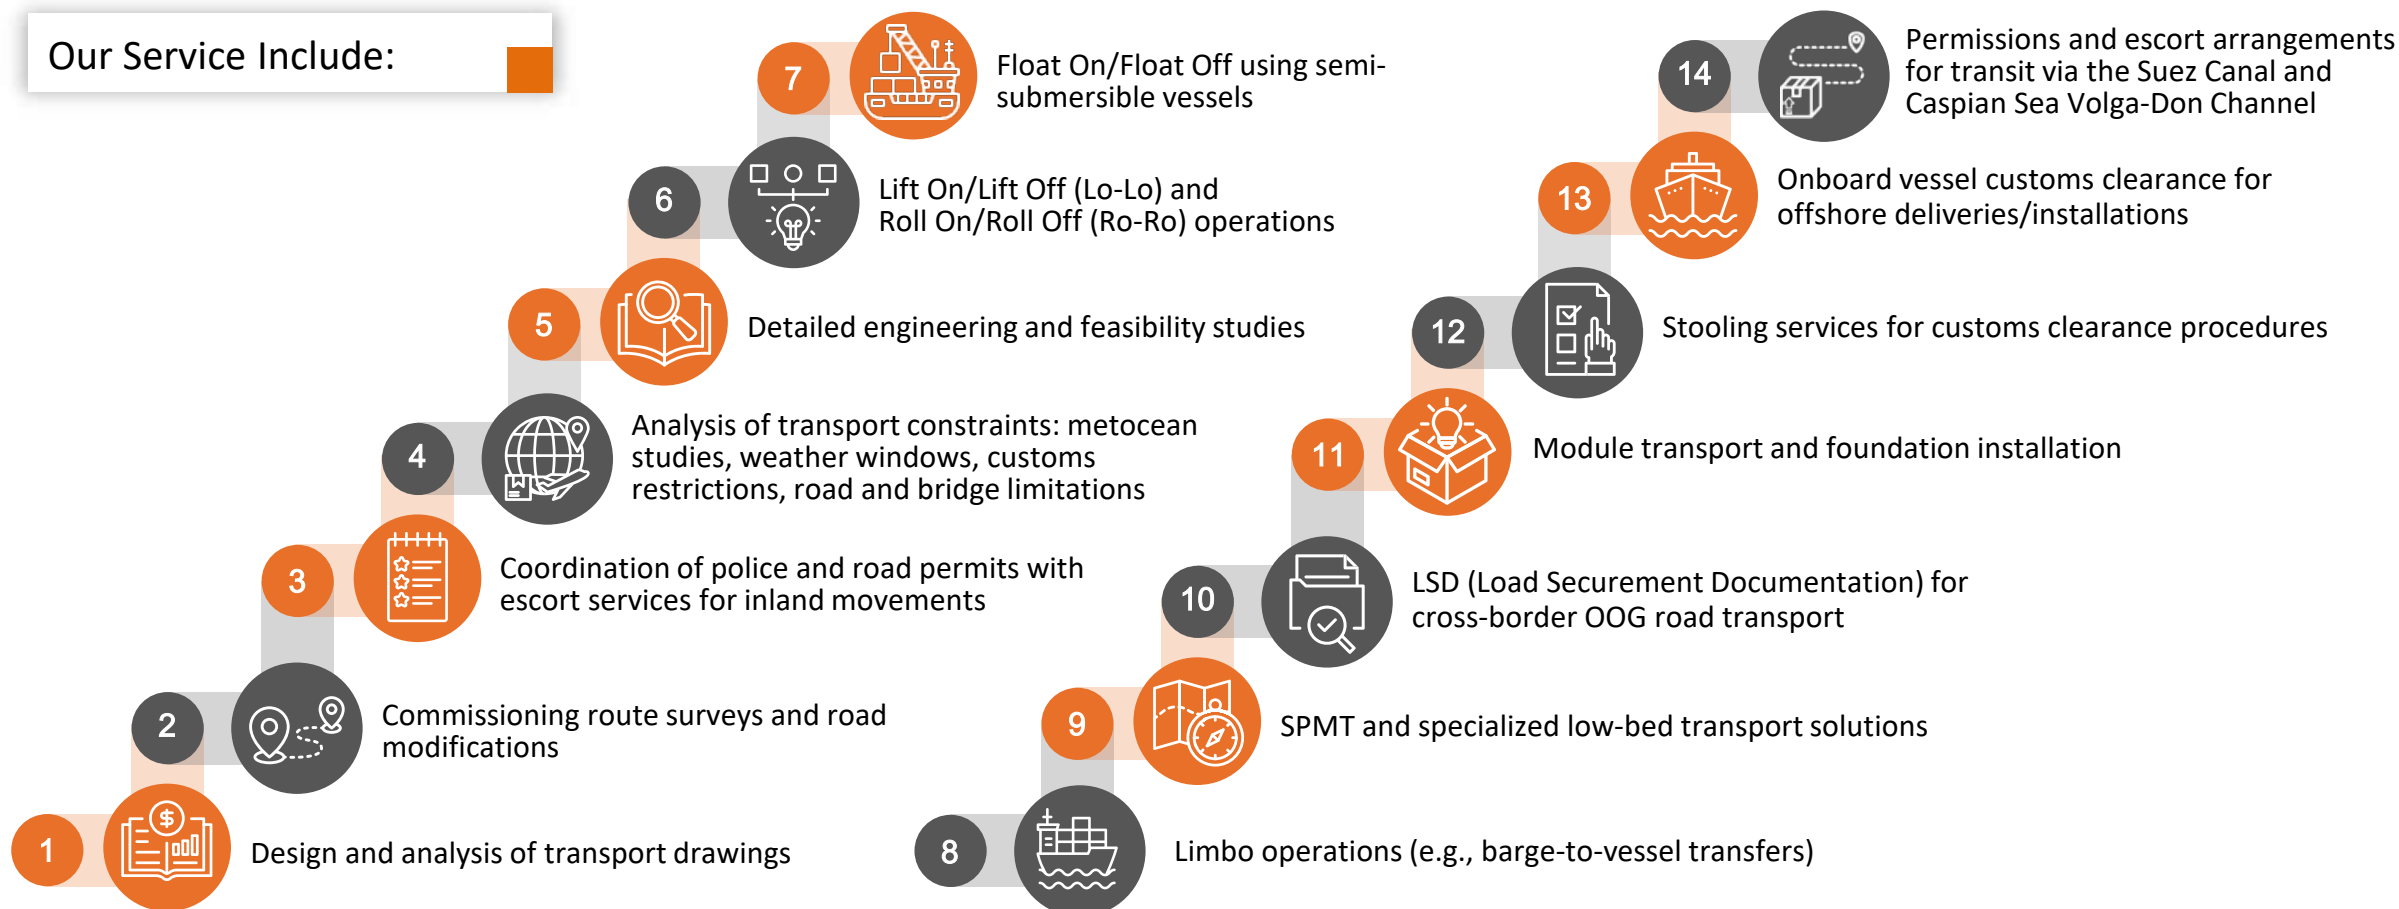 Our Service Include:
1
Design and analysis of transport drawings
2
Commissioning route surveys and road
modifications
3
Coordination of police and road permits with
escort services for inland movements
4
Analysis of transport constraints: metocean
studies, weather windows, customs
restrictions, road and bridge limitations
5
Detailed engineering and feasibility studies
6
Lift On/Lift Off (Lo-Lo) and
Roll On/Roll Off (Ro-Ro) operations
7
Float On/Float Off using semi-
submersible vessels
8
Limbo operations (e.g., barge-to-vessel transfers)
9
SPMT and specialized low-bed transport solutions
10
LSD (Load Securement Documentation) for
cross-border OOG road transport
11
Module transport and foundation installation
12
Stooling services for customs clearance procedures
13
Onboard vessel customs clearance for
offshore deliveries/installations
14
Permissions and escort arrangements
for transit via the Suez Canal and
Caspian Sea Volga-Don Channel